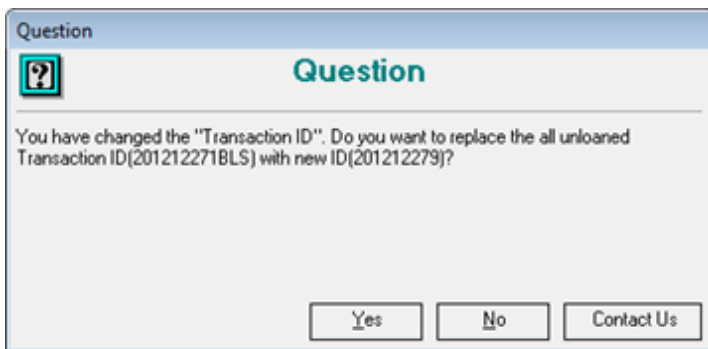 Question
Question
You have changed the "Transaction ID". Do you want to replace the all unloaned
Transaction ID(201212271BLS) with new ID(201212279)?
Yes No Contact Us